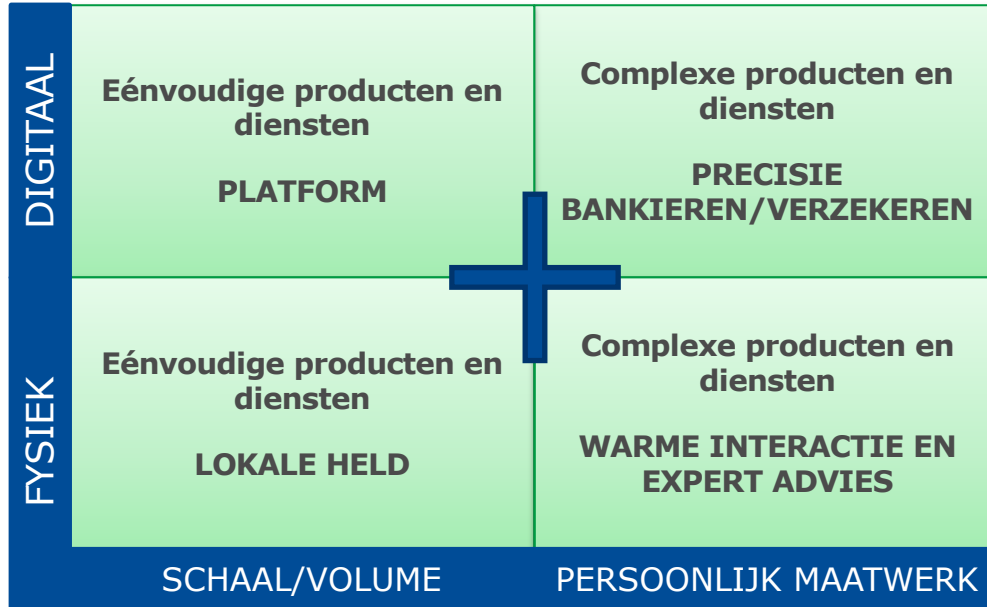 DIGITAAL
Eénvoudige producten en
diensten
PLATFORM
Complexe producten en
diensten
PRECISIE
BANKIEREN/VERZEKEREN
FYSIEK
Eénvoudige producten en
diensten
LOKALE HELD
Complexe producten en
diensten
WARME INTERACTIE EN
EXPERT ADVIES
SCHAAL/VOLUME
PERSOONLIJK MAATWERK